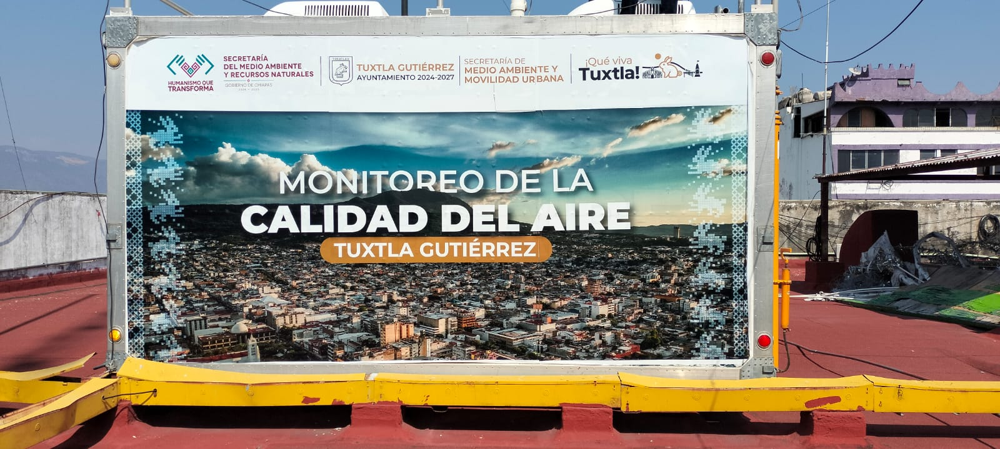 HUMANISMO QUE
TRANSFORMA
SECRETARÍA
DEL MEDIO AMBIENTE
Y RECURSOS NATURALES
GOBIERNO DE CHIAPAS
TUXTLA GUTIÉRREZ
AYUNTAMIENTO 2024-2027
SECRETARÍA DE
MEDIO AMBIENTE Y
MOVILIDAD URBANA
¡Qué viva
Tuxtla!
MONITOREO DE LA
CALIDAD DEL AIRE
TUXTLA GUTIÉRREZ